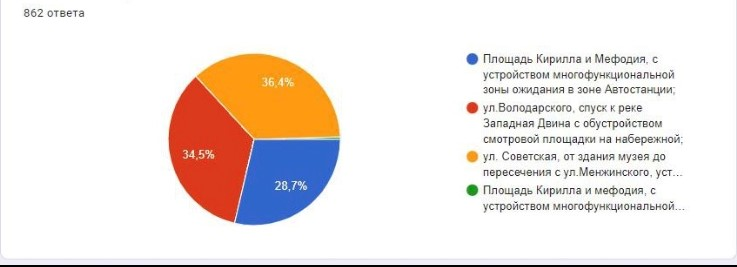 862 ответа
36,4%
34,5%
28,7%
Площадь Кирилла и Мефодия, с
устройством многофункциональной
зоны ожидания в зоне Автостанции;
ул.Володарского, спуск к реке
Западная Двина с обустройством
смотровой площадки на набережной;
ул. Советская, от здания музея до
пересечения с ул.Менжинского, уст...
Площадь Кирилла и мефодия, с
устройством многофункциональной...